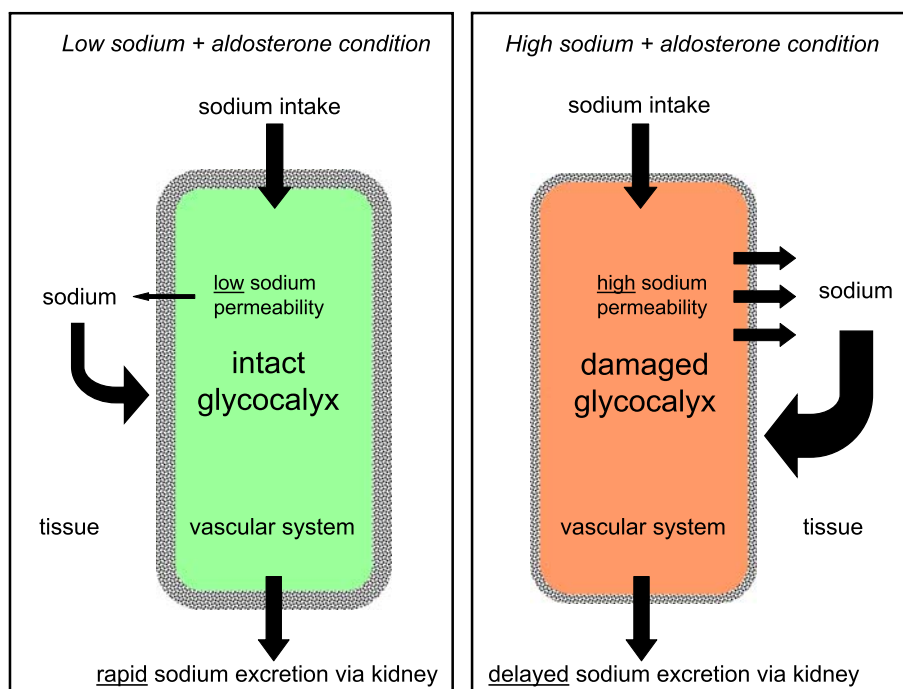 Low sodium + aldosterone condition
sodium intake
low sodium
permeability
sodium
intact
glycocalyx
tissue
vascular system
rapid sodium excretion via kidney
High sodium + aldosterone condition
sodium intake
high sodium
permeability
sodium
damaged
glycocalyx
vascular system
tissue
delayed sodium excretion via kidney